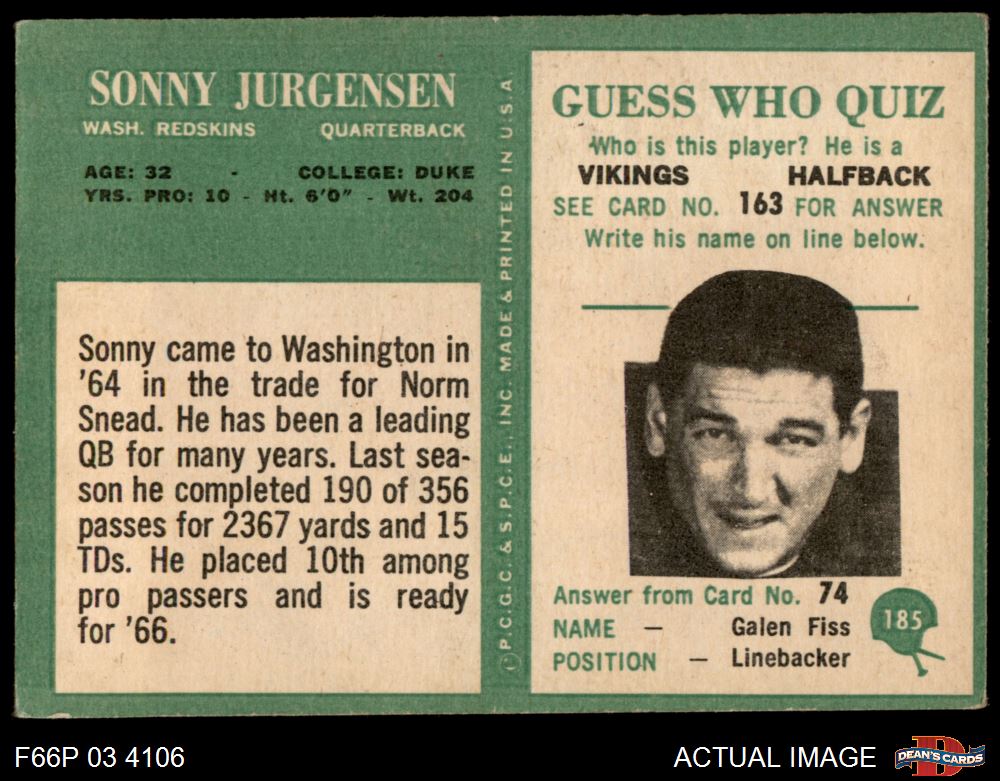 SONNY JURGENSEN
WASH. REDSKINS QUARTERBACK
AGE: 32 - COLLEGE: DUKE
YRS. PRO: 10 - Ht. 6'0" - Wt. 204
Sonny came to Washington in
'64 in the trade for Norm
Snead. He has been a leading
QB for many years. Last sea-
son he completed 190 of 356
passes for 2367 yards and 15
TDs. He placed 10th among
pro passers and is ready
for '66.
©P.C.G.C. & S.P.C.E., INC. MADE & PRINTED IN U.S.A
GUESS WHO QUIZ
Who is this player? He is a
VIKINGS HALFBACK
SEE CARD NO. 163 FOR ANSWER
Write his name on line below.
Answer from Card No. 74
NAME — Galen Fiss
POSITION — Linebacker
185
F66P 03 4106
ACTUAL IMAGE
D
DEAN'S CARDS